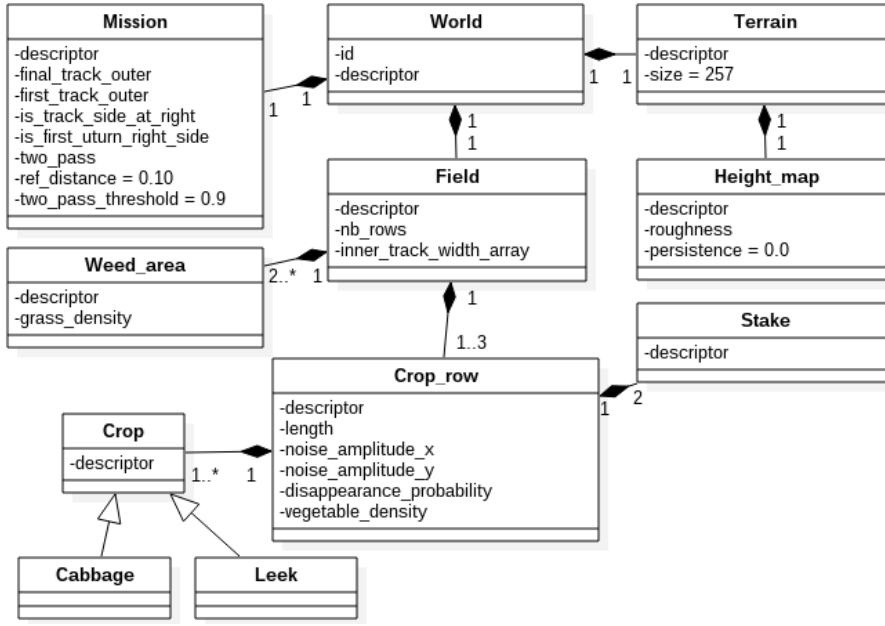 Mission
-descriptor
-final_track_outer
-first_track_outer
-is_track_side_at_right
-is_first_uturn_right_side
-two_pass
-ref_distance = 0.10
-two_pass_threshold = 0.9
World
-id
-descriptor
Terrain
-descriptor
-size = 257
1
1
1
1
1
1
1
1
Field
-descriptor
-nb_rows
-inner_track_width_array
Height_map
-descriptor
-roughness
-persistence = 0.0
Weed_area
-descriptor
-grass_density
2..*
1
1
1..3
Stake
-descriptor
Crop_row
-descriptor
-length
-noise_amplitude_x
-noise_amplitude_y
-disappearance_probability
-vegetable_density
1
2
Crop
-descriptor
1..*
1
Cabbage
Leek